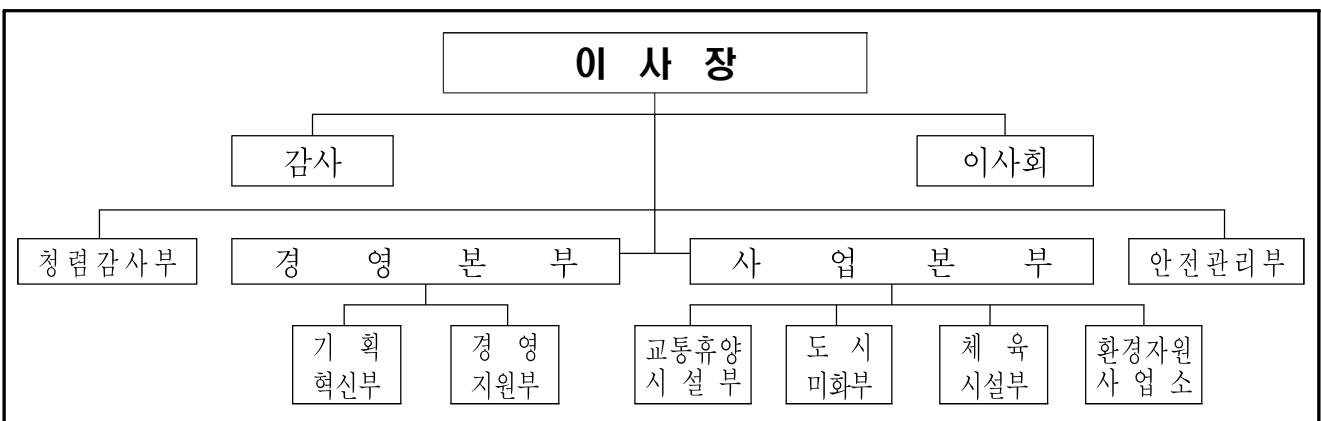 이 사 장
감사
이사회
청렴감사부
경 영 본 부
사 업 본 부
안전관리부
기 획
혁신부
경 영
지원부
교통휴양
시 설 부
도 시
미화부
체 육
시설부
환경자원
사 업 소